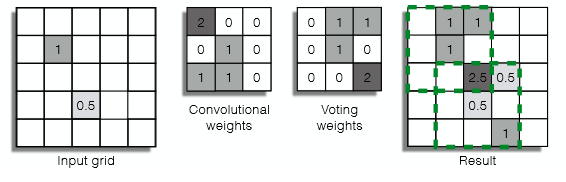 2 0 0 0 1 1 1 1
1 0 1 0 0 1 0 1
1 1 0 0 0 2 2.5 0.5
0.5 0.5
1
Convolutional Voting
weights weights
Input grid Result